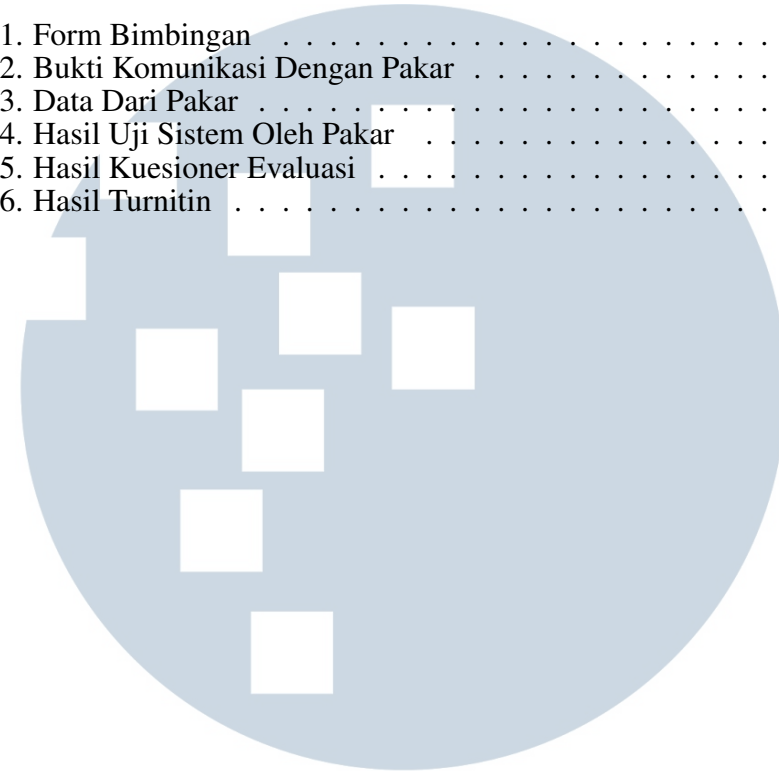 1. Form Bimbingan . . . . . . . . . . . . . . . . . . . . .
2. Bukti Komunikasi Dengan Pakar . . . . . . . . . . . . .
3. Data Dari Pakar . . . . . . . . . . . . . . . . . . . . . .
4. Hasil Uji Sistem Oleh Pakar . . . . . . . . . . . . . . .
5. Hasil Kuesioner Evaluasi . . . . . . . . . . . . . . . . .
6. Hasil Turnitin . . . . . . . . . . . . . . . . . . . . . . .